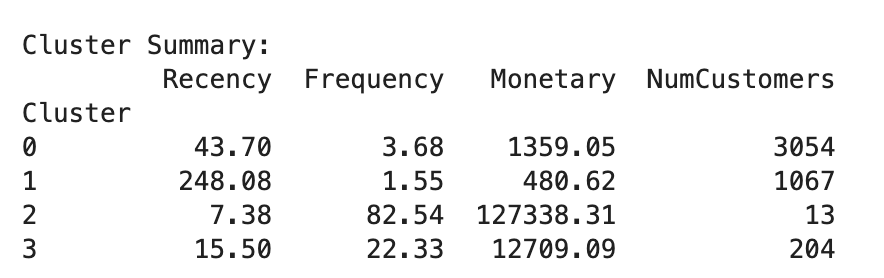 Cluster Summary:
Recency Frequency Monetary NumCustomers
Cluster
0 43.70 3.68 1359.05 3054
1 248.08 1.55 480.62 1067
2 7.38 82.54 127338.31 13
3 15.50 22.33 12709.09 204